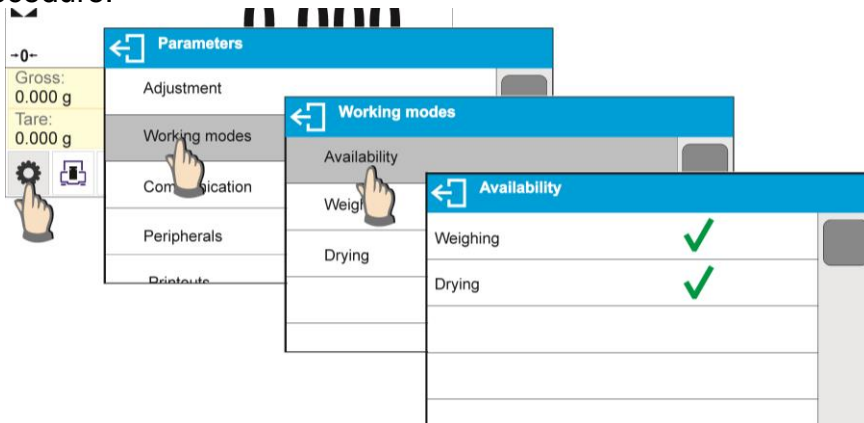 →0←
Gross:
0.000 g
Tare:
0.000 g
Parameters
Adjustment
Working modes
Peripherals
Printouts
Working modes
Availability
Drying
Availability
Weighing
Drying